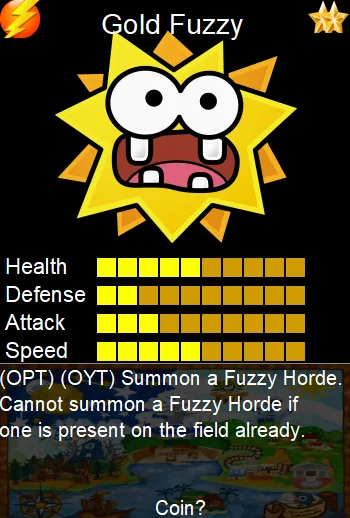 Gold Fuzzy
Health
Defense
Attack
Speed
(OPT) (OYT) Summon a Fuzzy Horde.
Cannot summon a Fuzzy Horde if
one is present on the field already.
Coin?